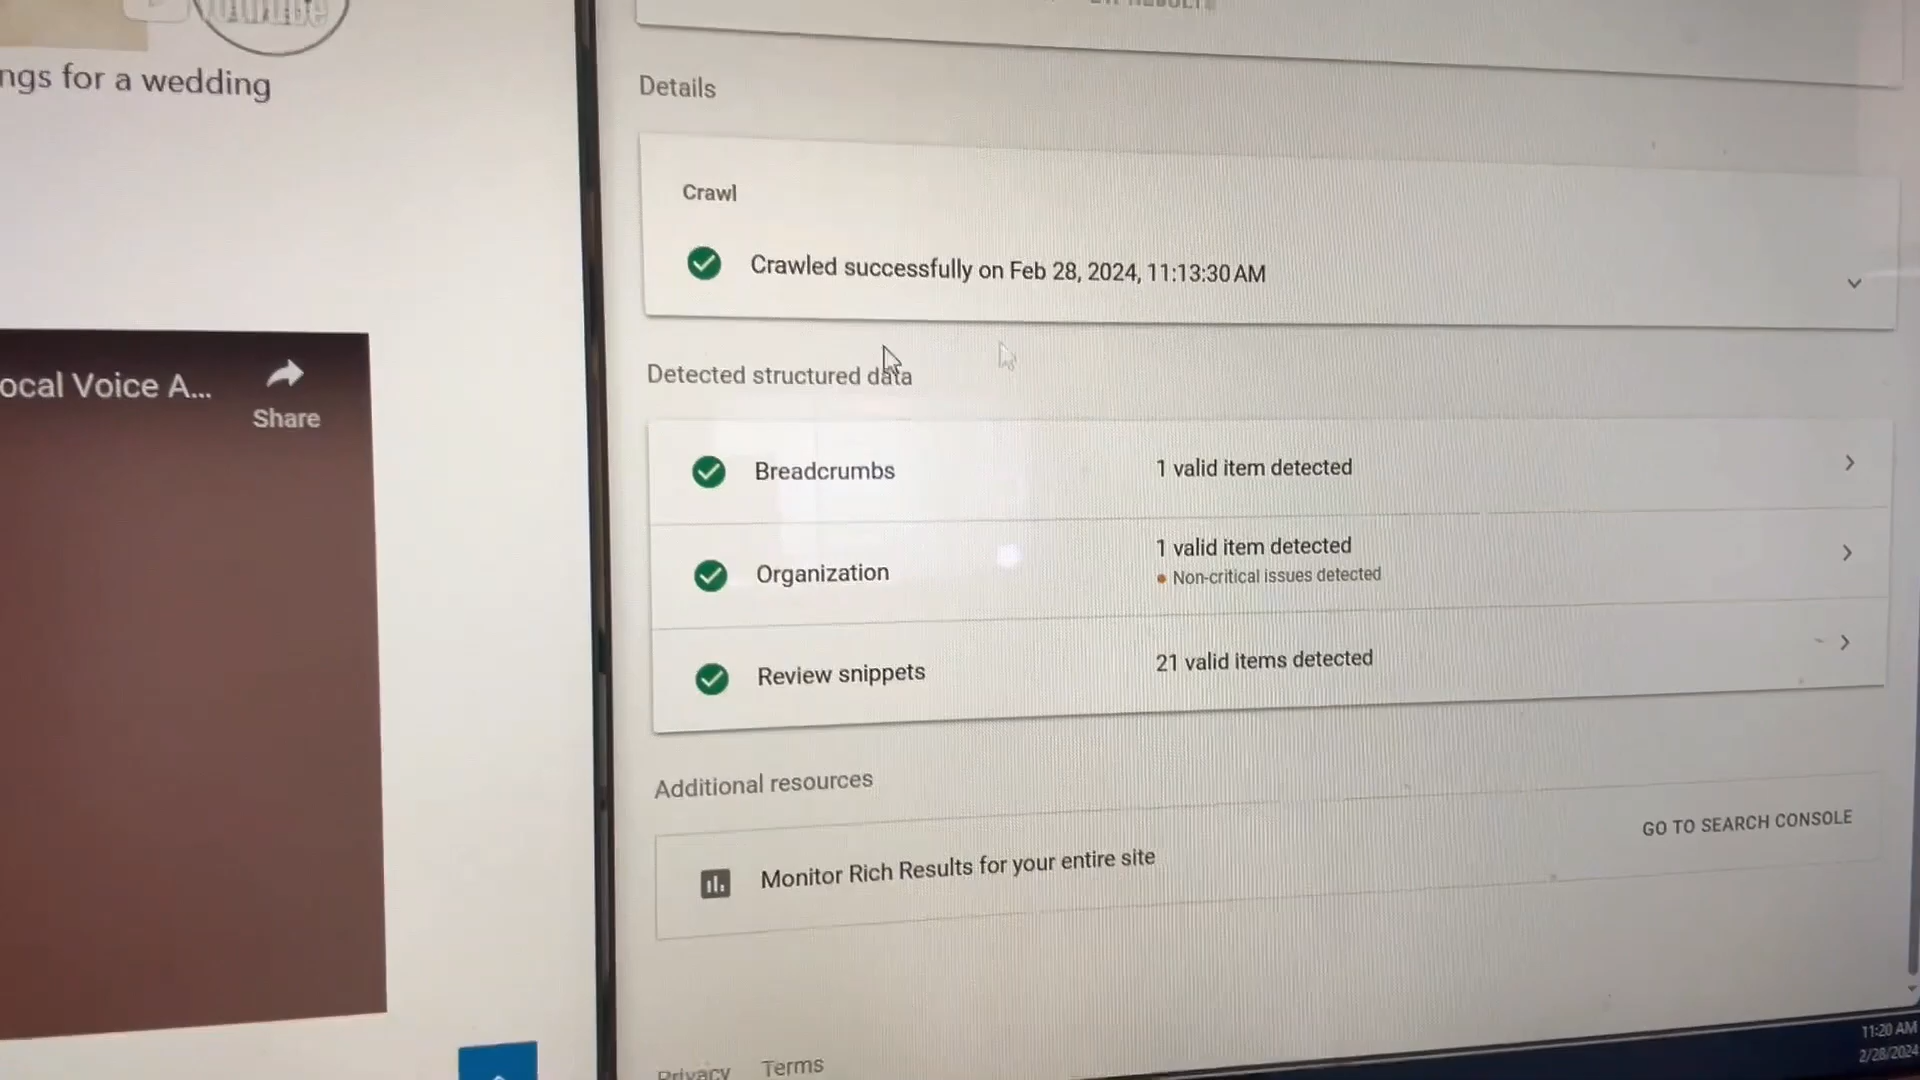 YouTube
ngs for a wedding
ocal Voice A...
Share
RESULTS
Details
Crawl
Crawled successfully on Feb 28, 2024, 11:13:30 AM
Detected structured data
Breadcrumbs
1 valid item detected
Organization
1 valid item detected
Non-critical issues detected
Review snippets
21 valid items detected
Additional resources
Monitor Rich Results for your entire site
GO TO SEARCH CONSOLE
Privacy
Terms
11:20 AM
2/28/2024